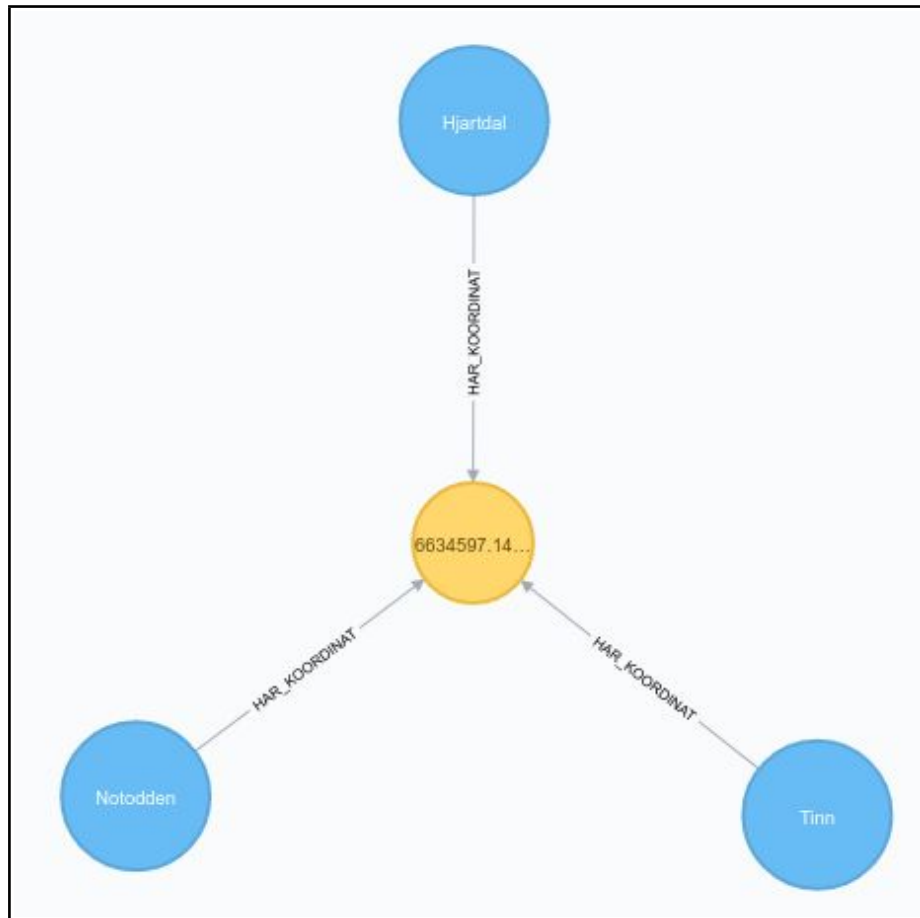 Hjartdal
HAR_KOORDINAT
6634597.14...
HAR_KOORDINAT
HAR_KOORDINAT
Notodden
Tinn